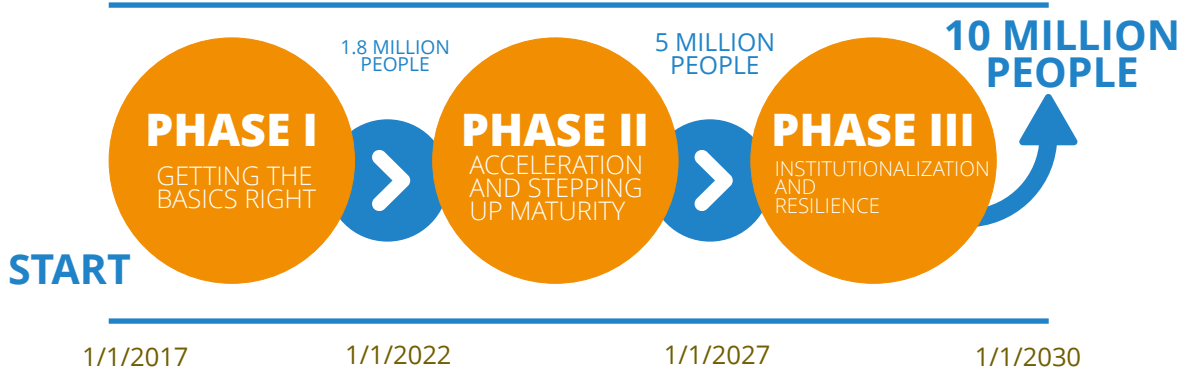 1.8 MILLION
PEOPLE
5 MILLION
PEOPLE
10 MILLION
PEOPLE
PHASE I
GETTING THE
BASICS RIGHT
PHASE II
ACCELERATION
AND STEPPING
UP MATURITY
PHASE III
INSTITUTIONALIZATION
AND
RESILIENCE
START
1/1/2017
1/1/2022
1/1/2027
1/1/2030